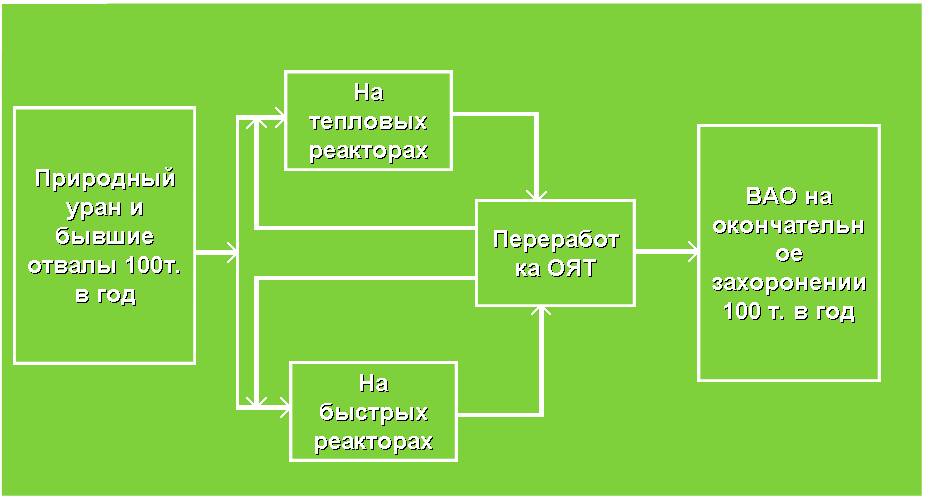 Природный
уран и
бывшие
отвалы 100т.
в год
На
тепловых
реакторах
На
быстрых
реакторах
Переработ
ка ОЯТ
ВАО на
окончательн
ое
захоронении
100 т. в год